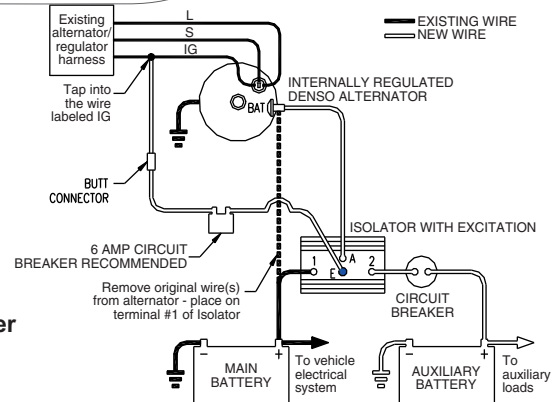 Existing
alternator/
regulator
harness
L
S
IG
EXISTING WIRE
NEW WIRE
Tap into
the wire
labeled IG
BAT
INTERNALLY REGULATED
DENSO ALTERNATOR
BUTT
CONNECTOR
6 AMP CIRCUIT
BREAKER RECOMMENDED
ISOLATOR WITH EXCITATION
1
A
E
2
Remove original wire(s)
from alternator - place on
terminal #1 of Isolator
CIRCUIT
BREAKER
er
-
+
MAIN
BATTERY
To vehicle
electrical
system
-
+
AUXILIARY
BATTERY
To
auxiliary
loads